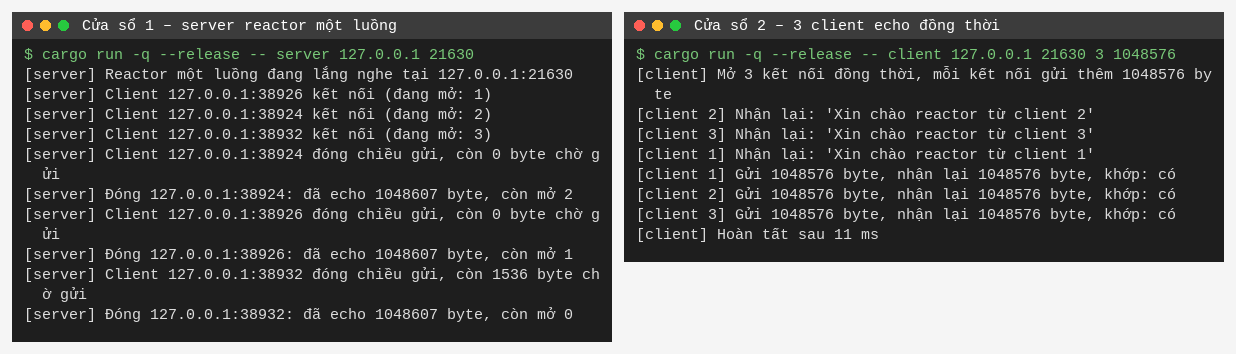 Cửa sổ 1 – server reactor một luồng
$ cargo run -q --release -- server 127.0.0.1 21630
[server] Reactor một luồng đang lắng nghe tại 127.0.0.1:21630
[server] Client 127.0.0.1:38926 kết nối (đang mở: 1)
[server] Client 127.0.0.1:38924 kết nối (đang mở: 2)
[server] Client 127.0.0.1:38932 kết nối (đang mở: 3)
[server] Client 127.0.0.1:38924 đóng chiều gửi, còn 0 byte chờ g
ửi
[server] Đóng 127.0.0.1:38924: đã echo 1048607 byte, còn mở 2
[server] Client 127.0.0.1:38926 đóng chiều gửi, còn 0 byte chờ g
ửi
[server] Đóng 127.0.0.1:38926: đã echo 1048607 byte, còn mở 1
[server] Client 127.0.0.1:38932 đóng chiều gửi, còn 1536 byte ch
ờ gửi
[server] Đóng 127.0.0.1:38932: đã echo 1048607 byte, còn mở 0
Cửa sổ 2 – 3 client echo đồng thời
$ cargo run -q --release -- client 127.0.0.1 21630 3 1048576
[client] Mở 3 kết nối đồng thời, mỗi kết nối gửi thêm 1048576 by
te
[client 2] Nhận lại: 'Xin chào reactor từ client 2'
[client 3] Nhận lại: 'Xin chào reactor từ client 3'
[client 1] Nhận lại: 'Xin chào reactor từ client 1'
[client 1] Gửi 1048576 byte, nhận lại 1048576 byte, khớp: có
[client 2] Gửi 1048576 byte, nhận lại 1048576 byte, khớp: có
[client 3] Gửi 1048576 byte, nhận lại 1048576 byte, khớp: có
[client] Hoàn tất sau 11 ms